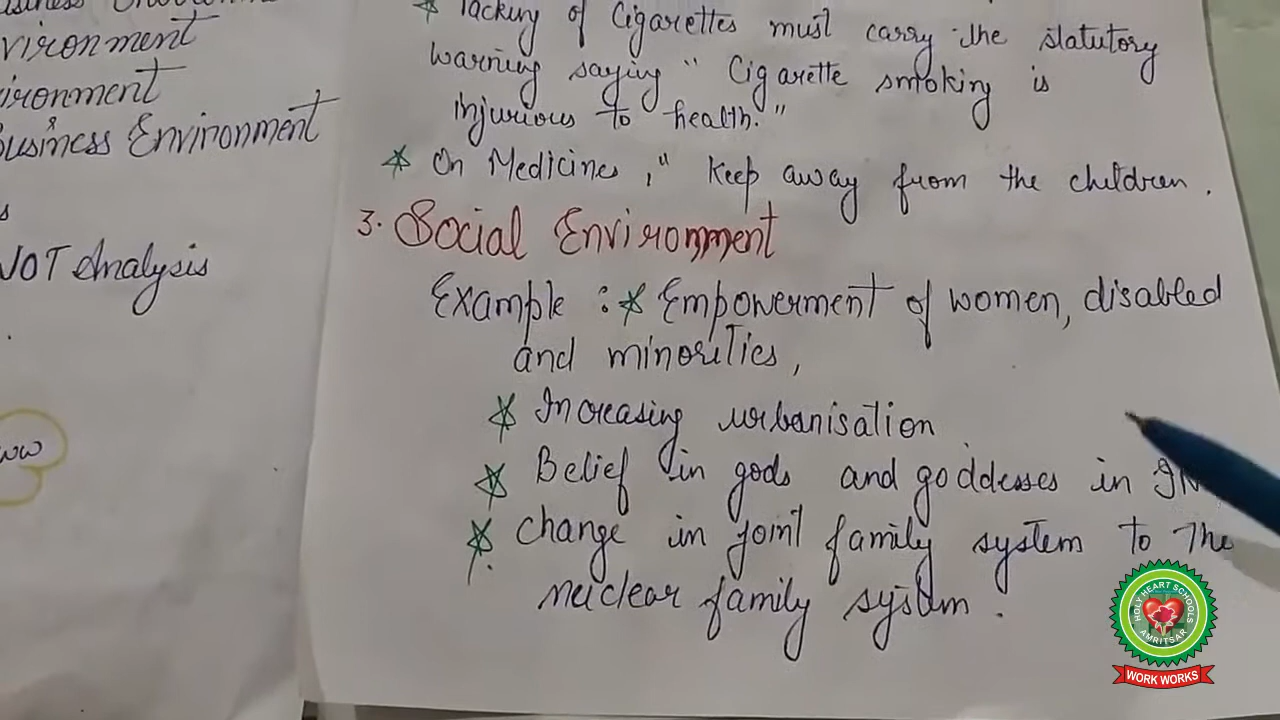 vironment
ironment
Business Environment
s
WOT Analysis
* Packing of Cigarettes must carry the statutory
warning saying " Cigarette smoking is
injurious to health."
* On Medicine, " Keep away from the children.
3. Social Environment
Example : * Empowerment of women, disabled
and minorities,
* Increasing urbanisation
* Belief in gods and goddesses in
* Change in joint family system to the
nuclear family system.
HOLY HEART SCHOOLS
AMRITSAR
WORK WORKS